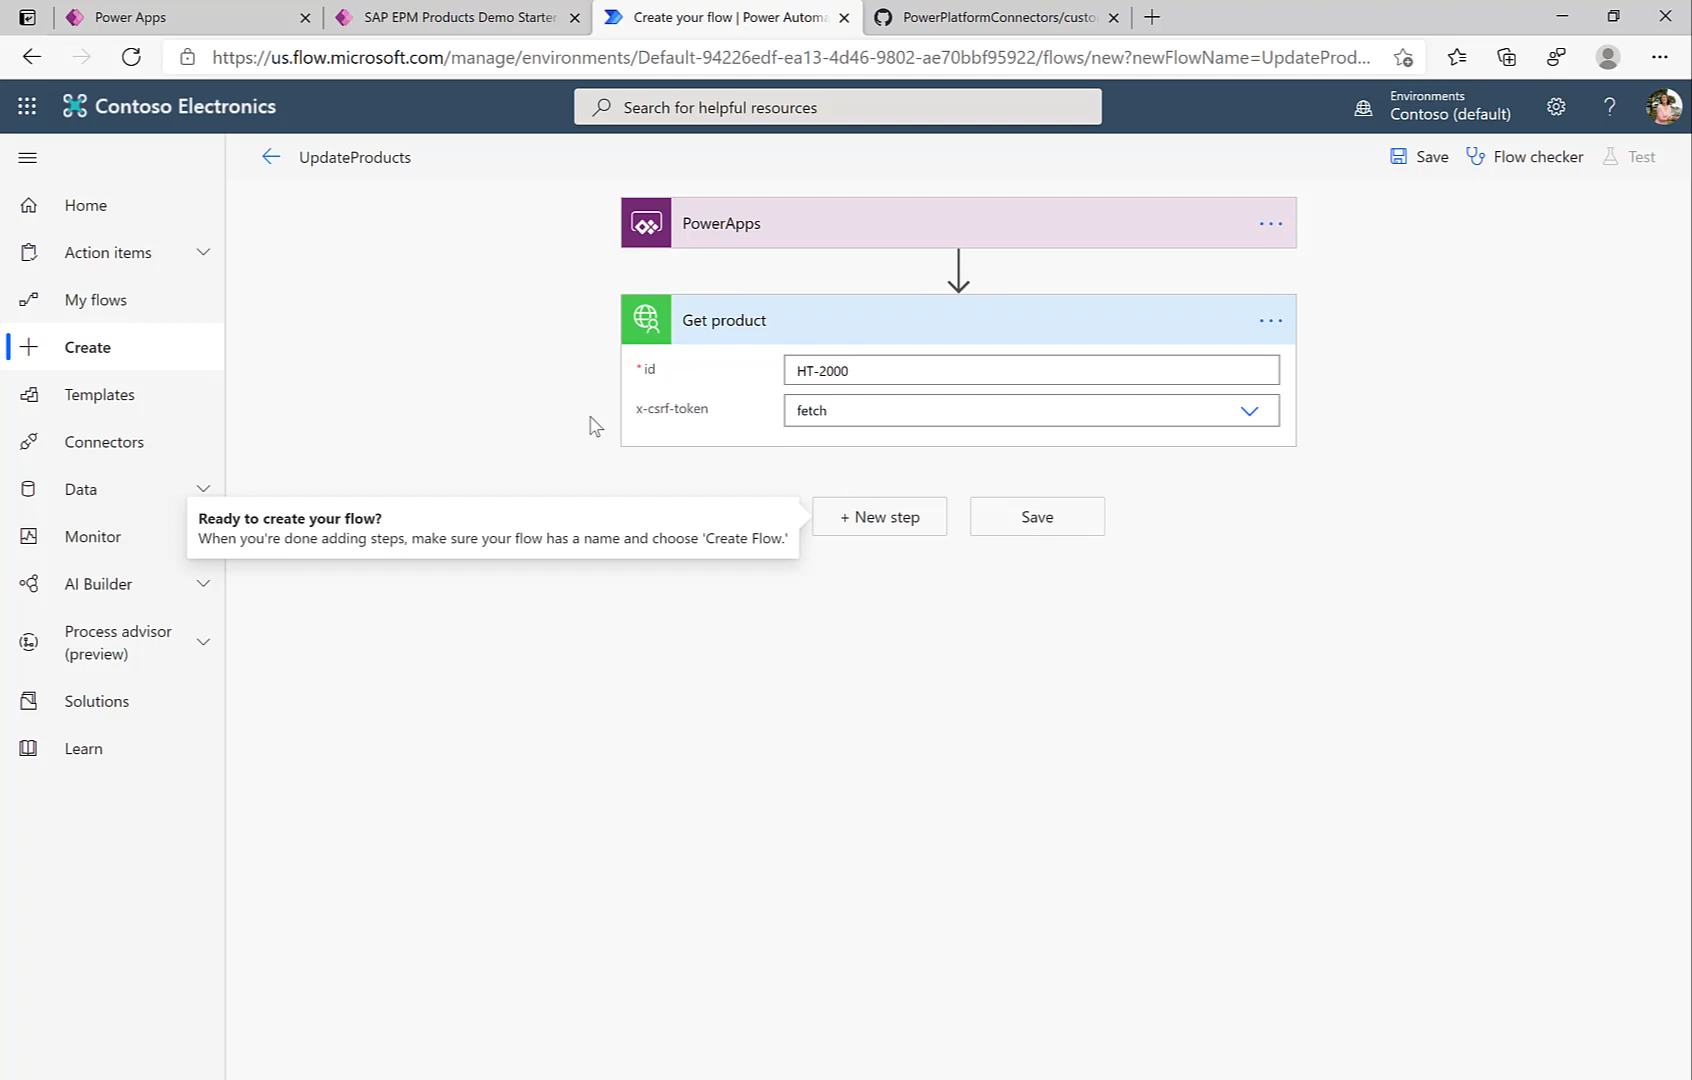 Power Apps
SAP EPM Products Demo Starter
Create your flow | Power Automa
PowerPlatformConnectors/custo
https://us.flow.microsoft.com/manage/environments/Default-94226edf-ea13-4d46-9802-ae70bbf95922/flows/new?newFlowName=UpdateProd...
Contoso Electronics
Search for helpful resources
Environments
Contoso (default)
UpdateProducts
Save
Flow checker
Test
Home
Action items
My flows
Create
Templates
Connectors
Data
Monitor
AI Builder
Process advisor
(preview)
Solutions
Learn
PowerApps
Get product
* id
HT-2000
x-csrf-token
fetch
Ready to create your flow?
When you're done adding steps, make sure your flow has a name and choose 'Create Flow.'
+ New step
Save